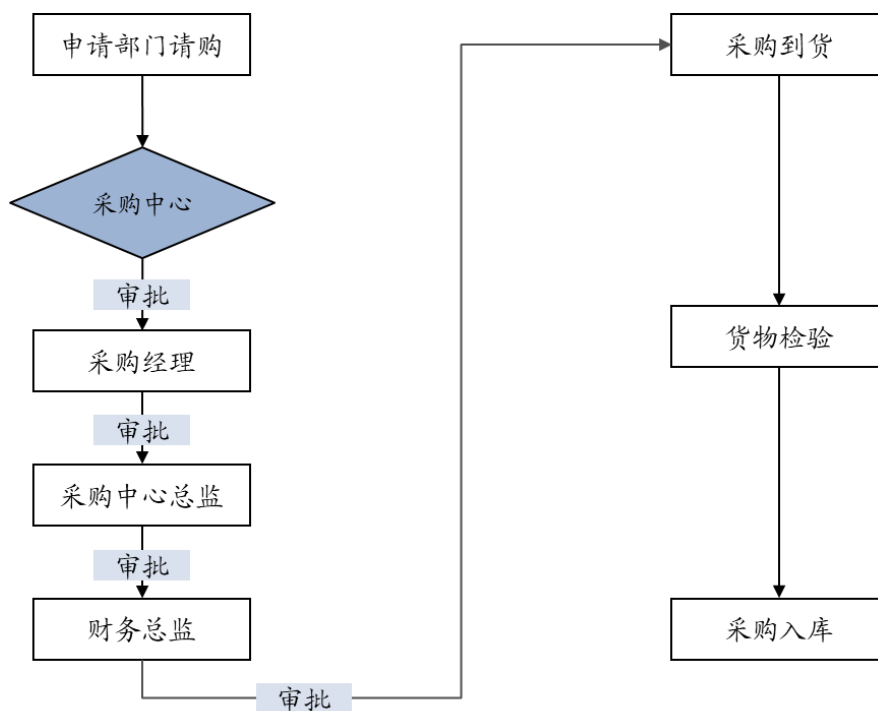 申请部门请购
采购中心
审批
采购经理
审批
采购中心总监
审批
财务总监
审批
采购到货
货物检验
采购入库